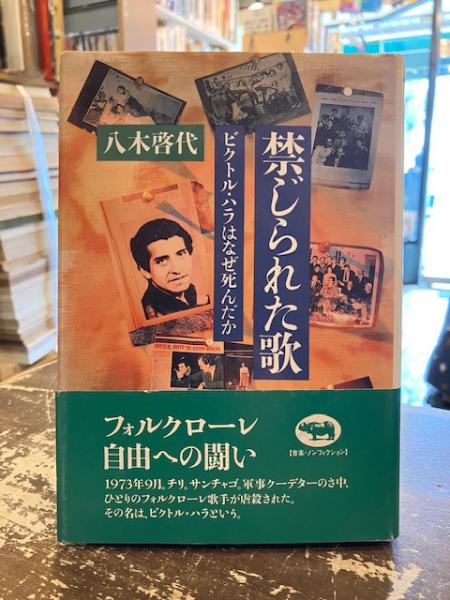 禁じられた歌
ビクトル・ハラはなぜ死んだか
八木啓代
フォルクローレ
自由への闘い
1973年9月。チリ。サンチャゴ。軍事クーデターのさ中、
ひとりのフォルクローレ歌手が虐殺された。
その名は、ビクトル・ハラという。
【音楽・ノンフィクション】